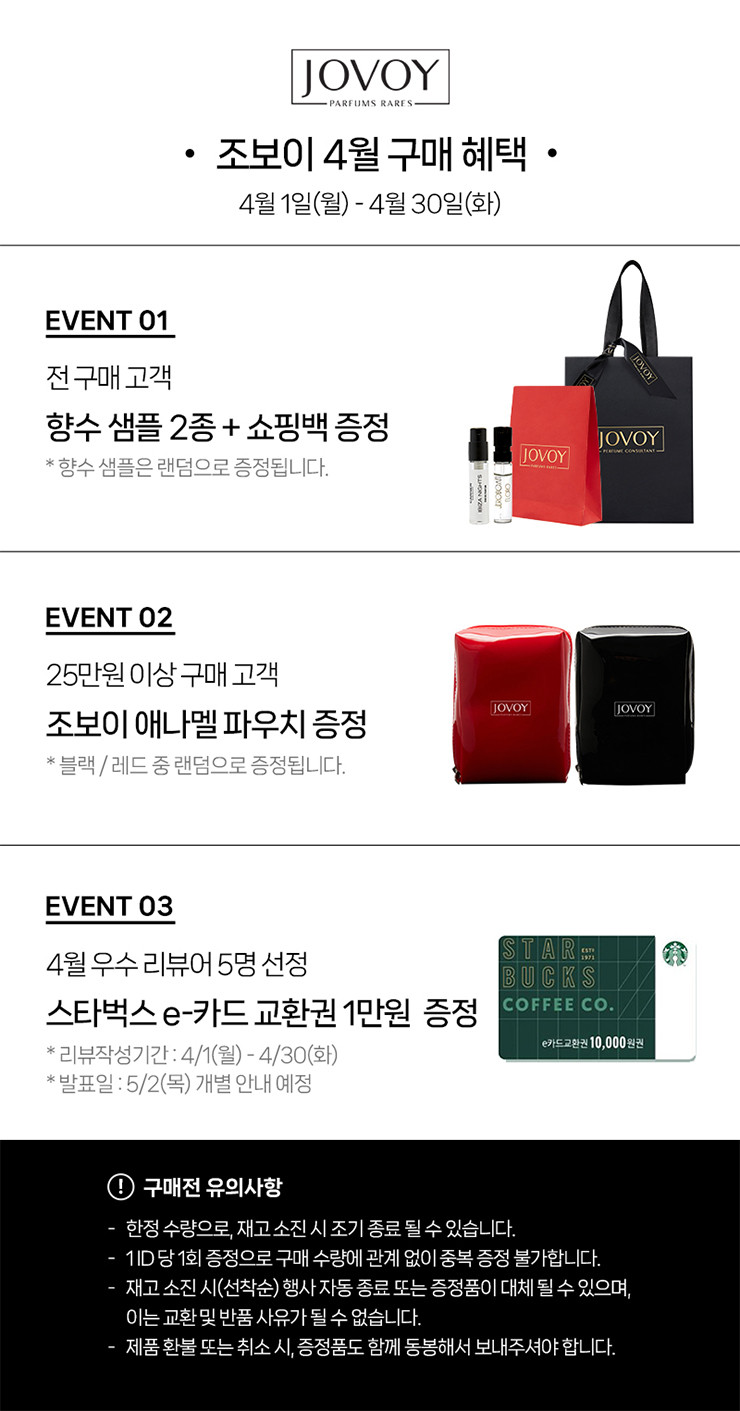 JOVOY
PARFUMS RARES
• 조보이 4월 구매 혜택 •
4월 1일(월) - 4월 30일(화)
EVENT 01
전 구매 고객
향수 샘플 2종 + 쇼핑백 증정
* 향수 샘플은 랜덤으로 증정됩니다.
JOVOY
JOVOY
PARFUMS RARES
JOVOY
PERFUME CONSULTANT
IBIZA NIGHTS
EVENT 02
25만원 이상 구매 고객
조보이 애나멜 파우치 증정
* 블랙 / 레드 중 랜덤으로 증정됩니다.
JOVOY
JOVOY
EVENT 03
4월 우수 리뷰어 5명 선정
스타벅스 e-카드 교환권 1만원 증정
* 리뷰작성기간 : 4/1(월) - 4/30(화)
* 발표일 : 5/2(목) 개별 안내 예정
STAR
ESTD
1971
BUCKS
COFFEE CO.
e카드교환권 10,000원권
! 구매전 유의사항
- 한정 수량으로, 재고 소진 시 조기 종료 될 수 있습니다.
- 1 ID 당 1회 증정으로 구매 수량에 관계 없이 중복 증정 불가합니다.
- 재고 소진 시(선착순) 행사 자동 종료 또는 증정품이 대체 될 수 있으며,
이는 교환 및 반품 사유가 될 수 없습니다.
- 제품 환불 또는 취소 시, 증정품도 함께 동봉해서 보내주셔야 합니다.